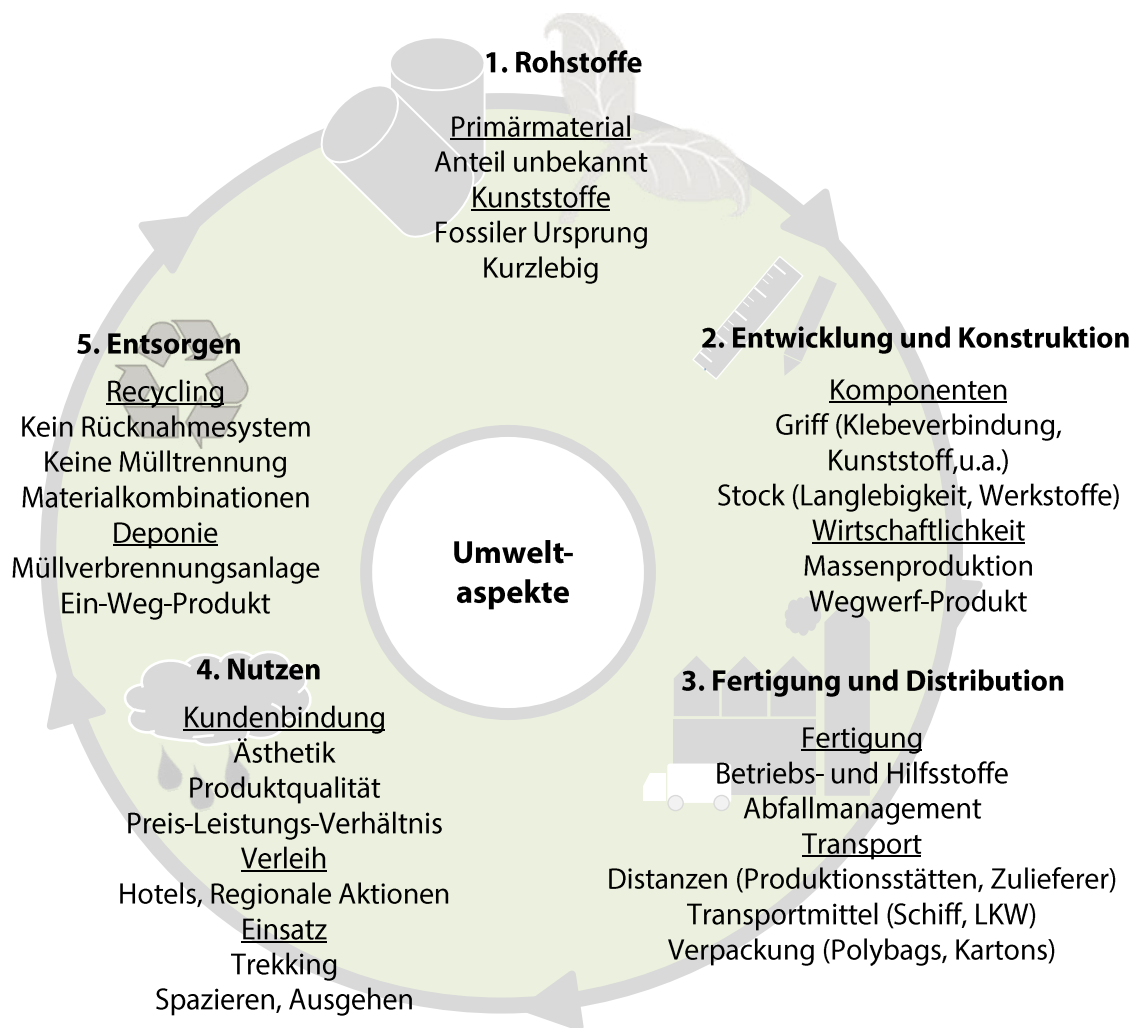 1. Rohstoffe
Primärmaterial
Anteil unbekannt
Kunststoffe
Fossiler Ursprung
Kurzlebig
2. Entwicklung und Konstruktion
Komponenten
Griff (Klebeverbindung,
Kunststoff,u.a.)
Stock (Langlebigkeit, Werkstoffe)
Wirtschaftlichkeit
Massenproduktion
Wegwerf-Produkt
3. Fertigung und Distribution
Fertigung
Betriebs- und Hilfsstoffe
Abfallmanagement
Transport
Distanzen (Produktionsstätten, Zulieferer)
Transportmittel (Schiff, LKW)
Verpackung (Polybags, Kartons)
4. Nutzen
Kundenbindung
Ästhetik
Produktqualität
Preis-Leistungs-Verhältnis
Verleih
Hotels, Regionale Aktionen
Einsatz
Trekking
Spazieren, Ausgehen
5. Entsorgen
Recycling
Kein Rücknahmesystem
Keine Mülltrennung
Materialkombinationen
Deponie
Müllverbrennungsanlage
Ein-Weg-Produkt
Umwelt-
aspekte